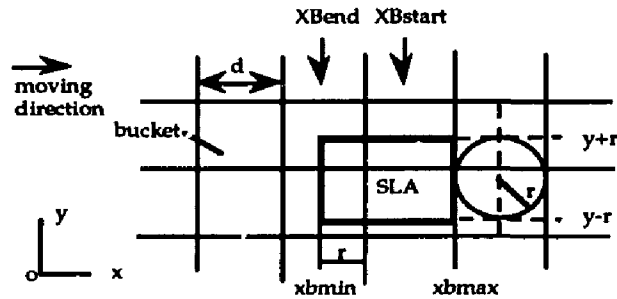 XBend XBstart
d
moving
direction
bucket
y+r
SLA
r
y-r
y
o x
r
xbmin xbmax